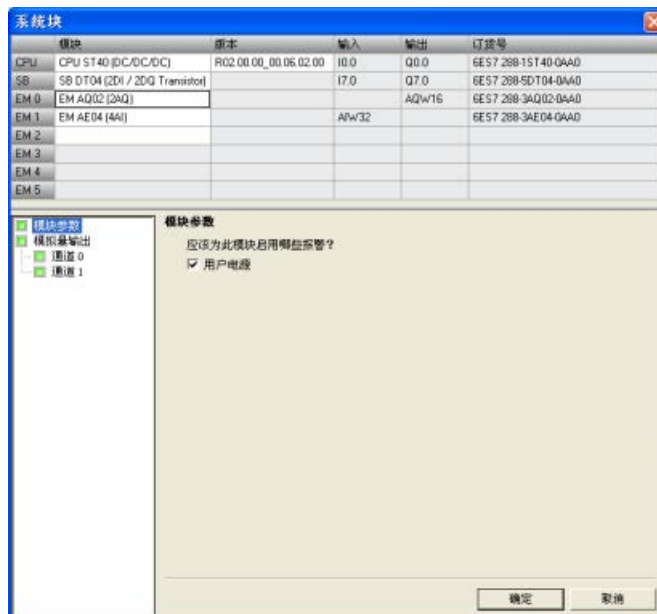 系统块
模块 版本 输入 输出 订货号
CPU CPU ST40 (DC/DC/DC) R02.00.00_00.06.02.00 I0.0 Q0.0 6ES7 288-1ST40-0AA0
SB SB DT04 (2DI / 2DQ Transistor) I7.0 Q7.0 6ES7 288-5DT04-0AA0
EM 0 EM AQ02 (2AQ) AQW16 6ES7 288-3AQ02-0AA0
EM 1 EM AE04 (4AI) AIW32 6ES7 288-3AE04-0AA0
EM 2
EM 3
EM 4
EM 5
模块参数
模拟量输出
通道 0
通道 1
模块参数
应该为此模块启用哪些报警?
用户电源
确定 取消